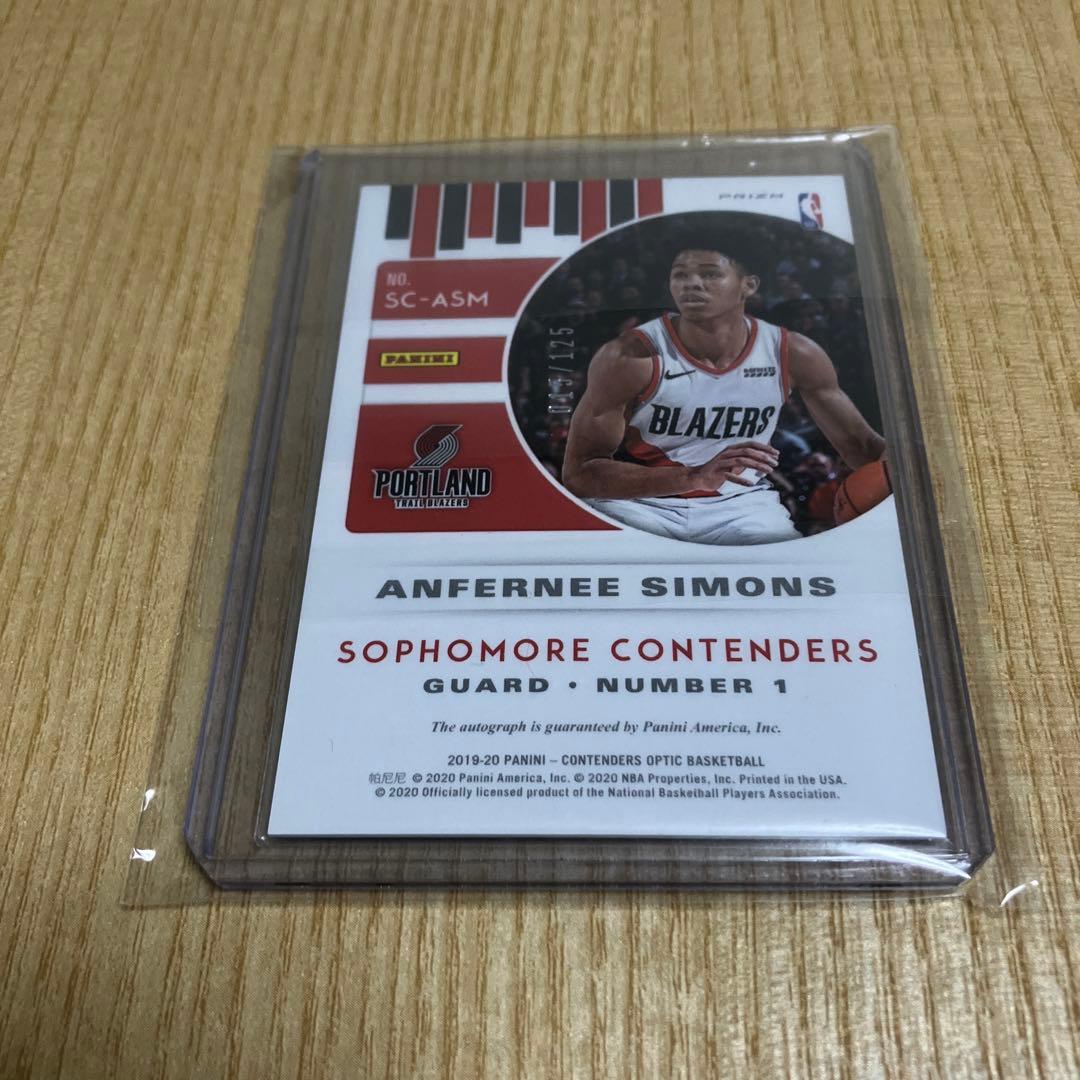 PRIZM
NO.
SC-ASM
PANINI
PORTLAND
TRAIL BLAZERS
/125
BLAZERS
ANFERNEE SIMONS
SOPHOMORE CONTENDERS
GUARD • NUMBER 1
The autograph is guaranteed by Panini America, Inc.
2019-20 PANINI – CONTENDERS OPTIC BASKETBALL
帕尼尼 © 2020 Panini America, Inc. © 2020 NBA Properties, Inc. Printed in the USA.
© 2020 Officially licensed product of the National Basketball Players Association.